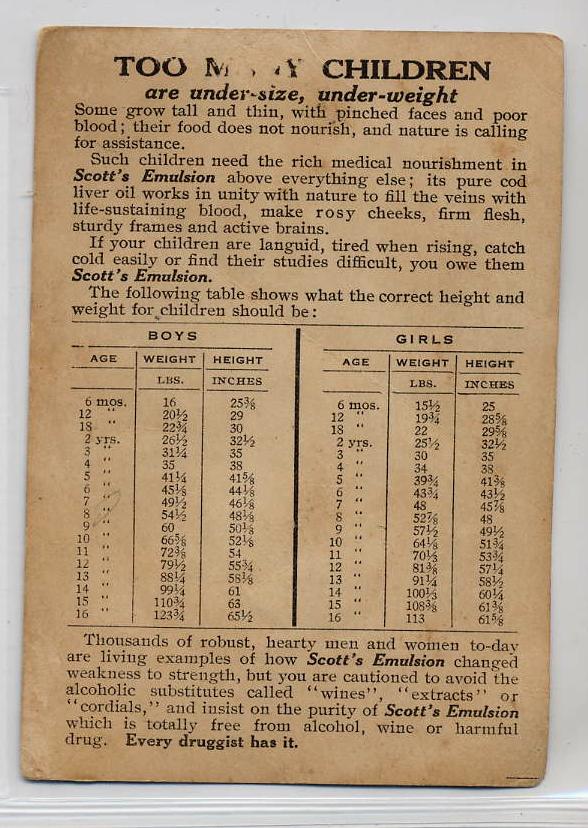 TOO CHILDREN
are under-size, under-weight
Some grow tall and thin, with pinched faces and poor
blood; their food does not nourish, and nature is calling
for assistance.
Such children need the rich medical nourishment in
Scott's Emulsion above everything else; its pure cod
liver oil works in unity with nature to fill the veins with
life-sustaining blood, make rosy cheeks, firm flesh,
sturdy frames and active brains.
If your children are languid, tired when rising, catch
cold easily or find their studies difficult, you owe them
Scott's Emulsion.
The following table shows what the correct height and
weight for children should be:
BOYS GIRLS
AGE WEIGHT HEIGHT AGE WEIGHT HEIGHT
LBS. INCHES LBS. INCHES
6 mos. 16 25⅜ 6 mos. 15½ 25
12 " 20½ 29 12 " 19¾ 28⅝
18 " 22¾ 30 18 " 22 29⅝
2 yrs. 26½ 32½ 2 yrs. 25½ 32½
3 " 31¼ 35 3 " 30 35
4 " 35 38 4 " 34 38
5 " 41¼ 41⅝ 5 " 39¾ 41⅜
6 " 45⅛ 44⅛ 6 " 43¾ 43½
7 " 49½ 46⅛ 7 " 48 45⅞
8 " 54½ 48⅛ 8 " 52⅞ 48
9 " 60 50⅛ 9 " 57½ 49½
10 " 66⅝ 52⅛ 10 " 64⅛ 51¾
11 " 72⅜ 54 11 " 70⅓ 53¾
12 " 79½ 55¾ 12 " 81⅜ 57¼
13 " 88¼ 58⅛ 13 " 91¼ 58½
14 " 99¼ 61 14 " 100⅓ 60¼
15 " 110¾ 63 15 " 108⅜ 61⅜
16 " 123¾ 65½ 16 " 113 61⅝
Thousands of robust, hearty men and women to-day
are living examples of how Scott's Emulsion changed
weakness to strength, but you are cautioned to avoid the
alcoholic substitutes called "wines", "extracts" or
"cordials," and insist on the purity of Scott's Emulsion
which is totally free from alcohol, wine or harmful
drug. Every druggist has it.